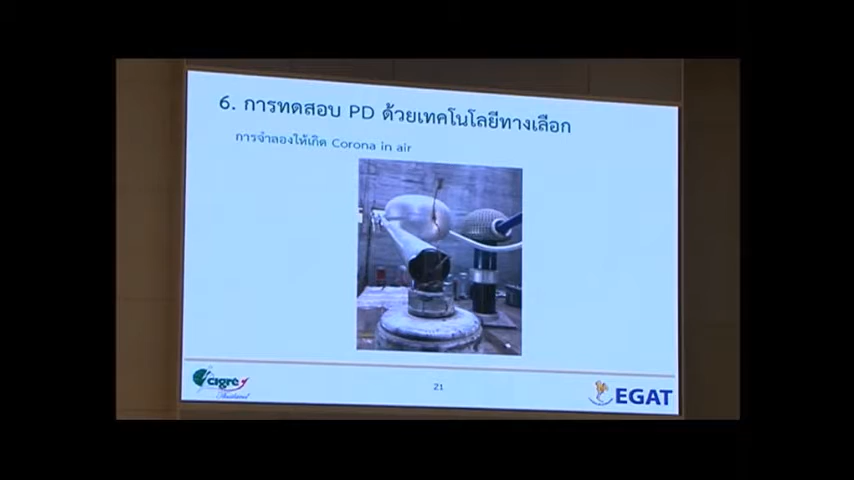 6. การทดสอบ PD ด้วยเทคโนโลยีทางเลือก
การจำลองให้เกิด Corona in air
cigre
Thailand
21
EGAT